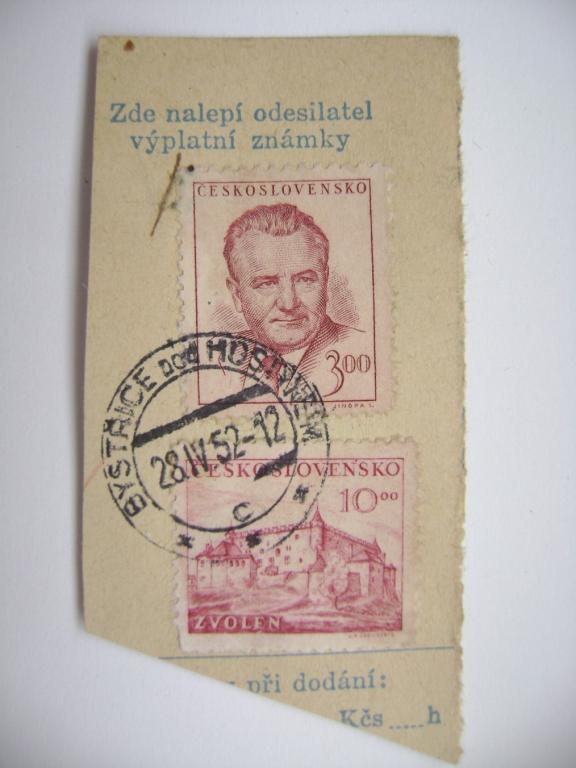 Zde nalepí odesilatel
výplatní známky
ČESKOSLOVENSKO
3.00
JINDRA L.
BYSTŘICE pod HOSTÝNEM
28.IV.52-12
C
ČESKOSLOVENSKO
10.00
ZVOLEN
při dodání:
Kčs.....h